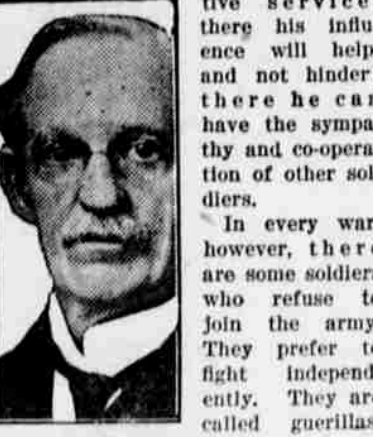 tive service
there his influ
ence will help
and not hinder
there he can
have the sympa
thy and co-opera
tion of other sol
diers.
In every war
however, there
are some soldiers
who refuse to
join the army.
They prefer to
fight independ
ently. They are
called guerillas